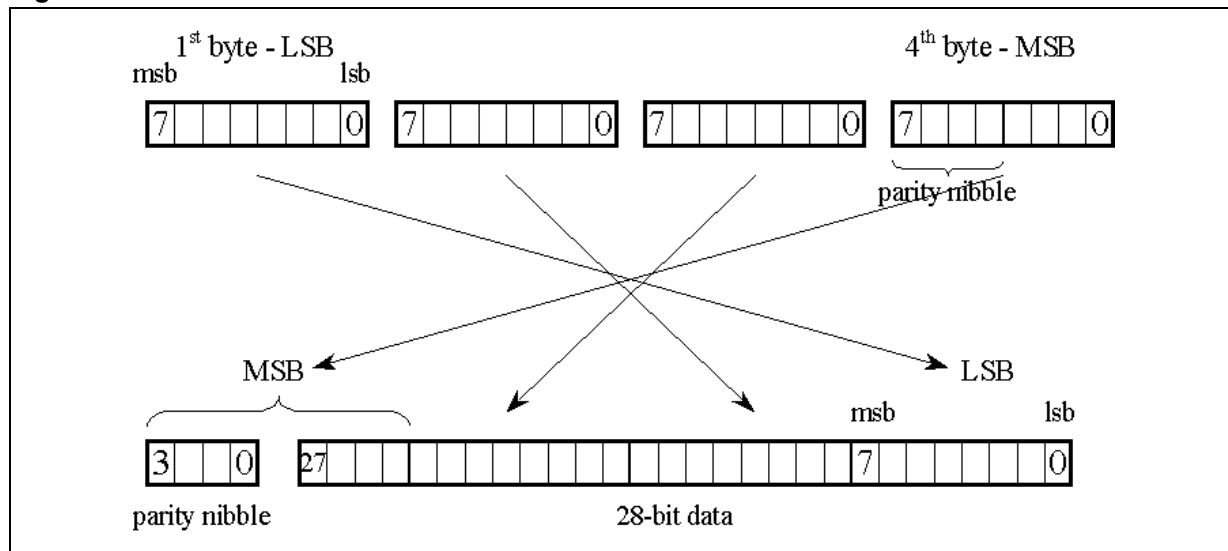 1st byte - LSB 4th byte - MSB
msb lsb
7 0 7 0 7 0 7 0
parity nibble
MSB LSB
msb lsb
3 0 27 7 0
parity nibble 28-bit data